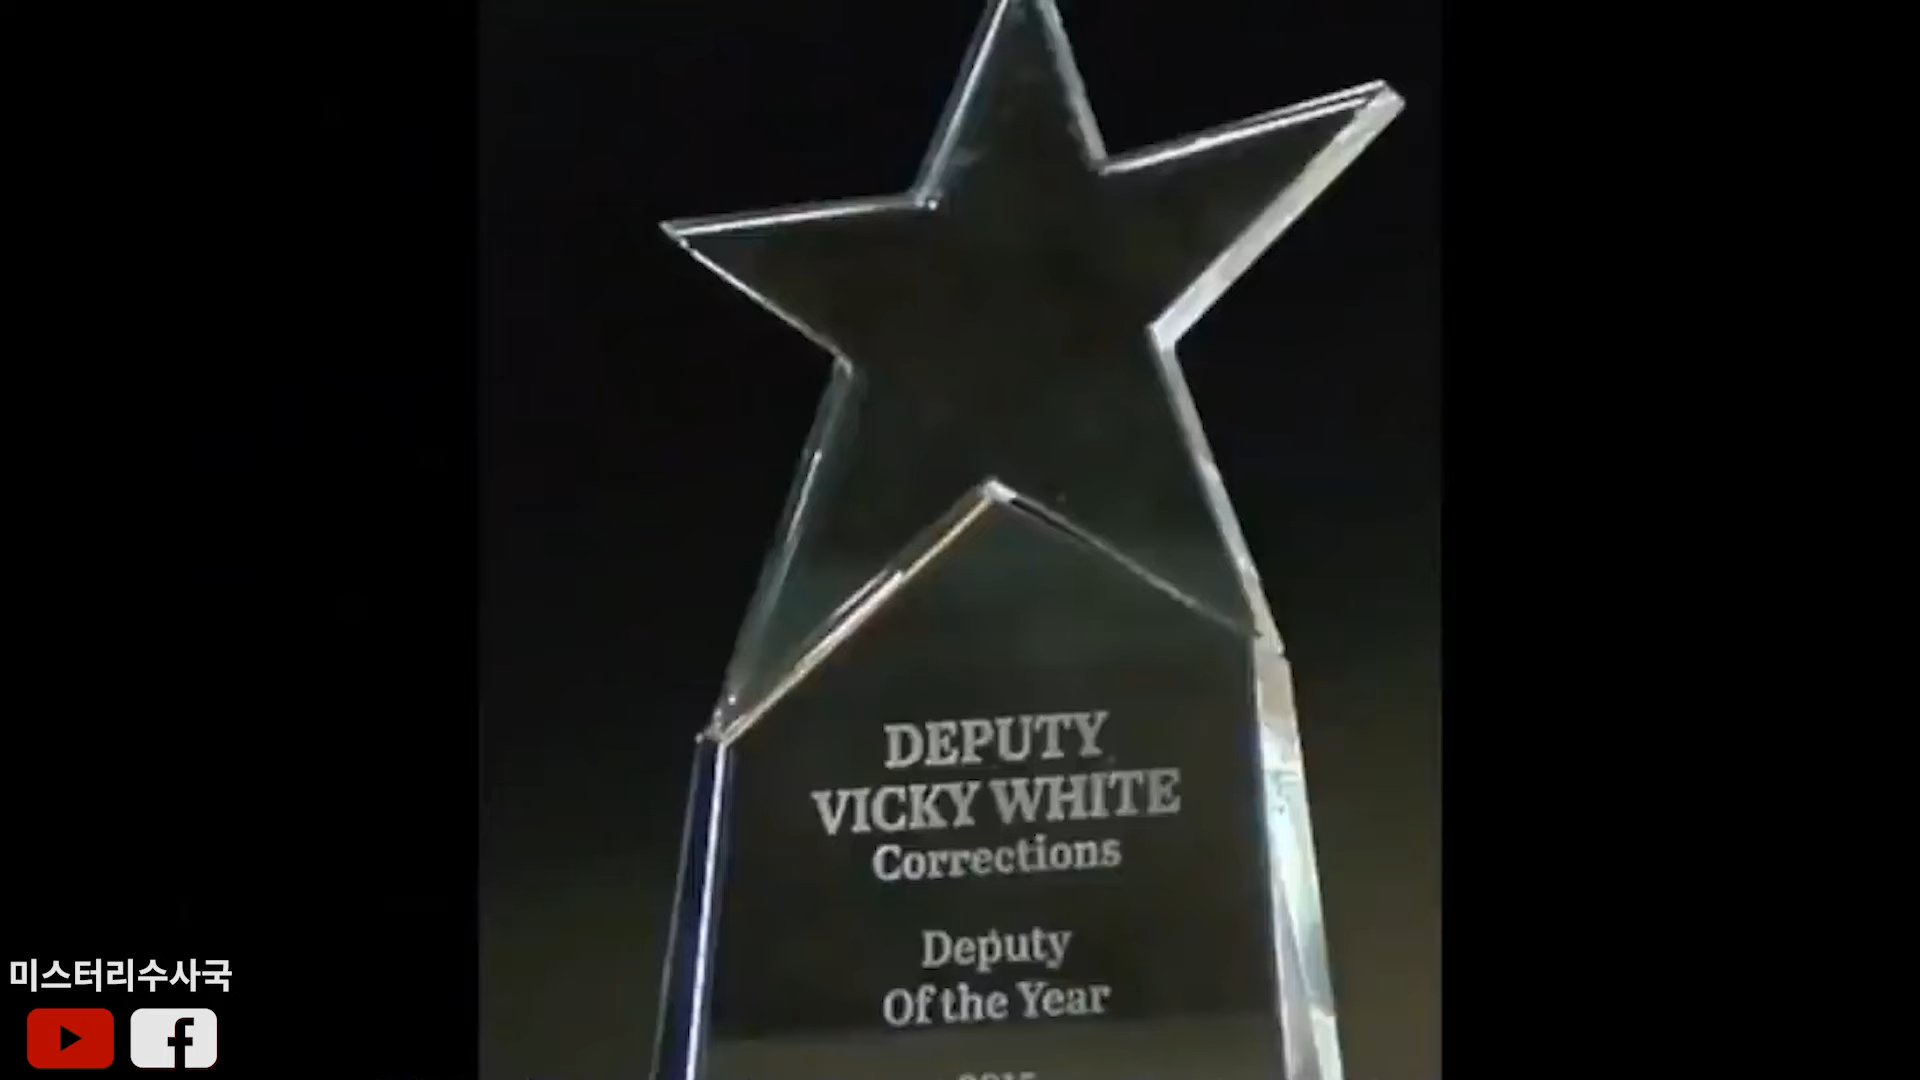 DEPUTY
VICKY WHITE
Corrections
Deputy
Of the Year
미스터리수사국